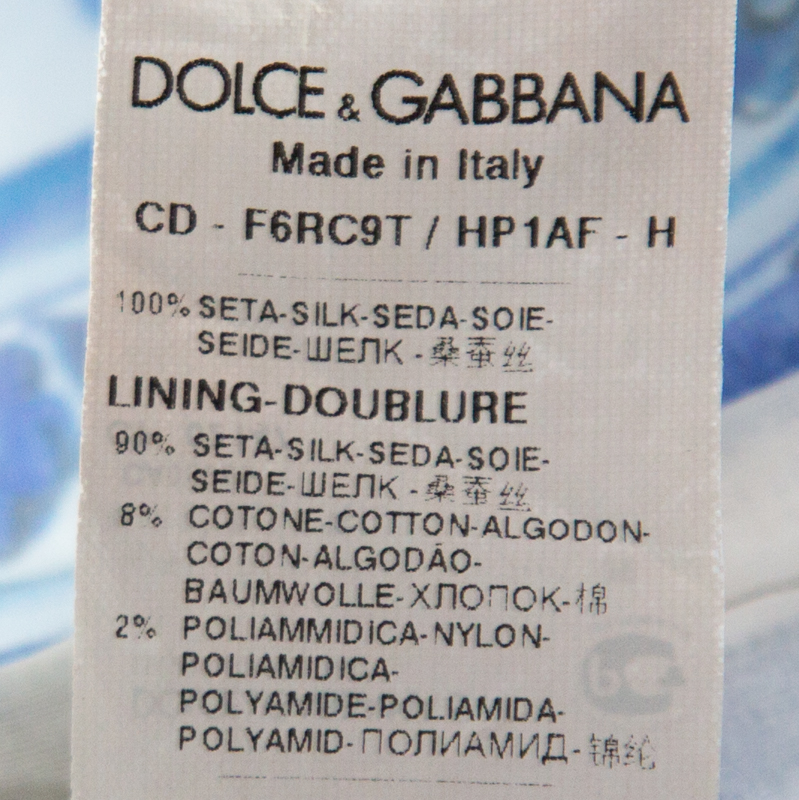 DOLCE & GABBANA
Made in Italy
CD - F6RC9T / HP1AF - H
100% SETA-SILK-SEDA-SOIE-
SEIDE-ШЕЛК -桑蚕丝
LINING-DOUBLURE
90% SETA-SILK-SEDA-SOIE-
SEIDE-ШЕЛК -桑蚕丝
8% COTONE-COTTON-ALGODON-
COTON-ALGODÃO-
BAUMWOLLE-ХЛОПОК-棉
2% POLIAMMIDICA-NYLON-
POLIAMIDICA-
POLYAMIDE-POLIAMIDA-
POLYAMID-ПОЛИАМИД-锦纶